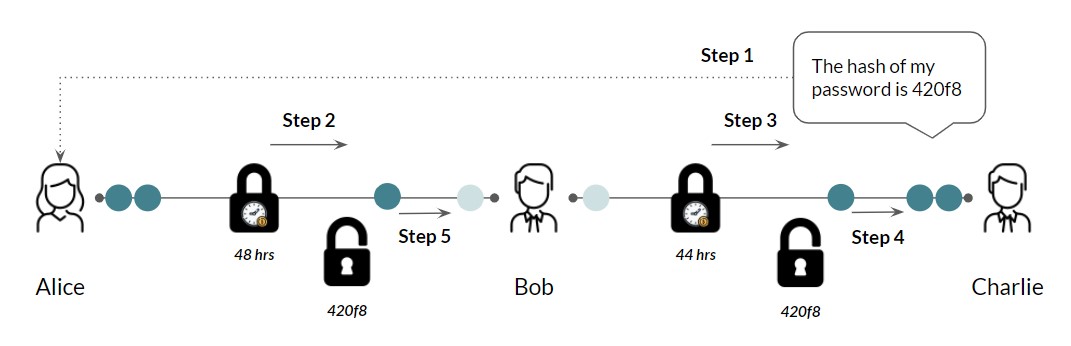 Step 1
The hash of my
password is 420f8
Step 2
Step 3
Step 5
Step 4
48 hrs
44 hrs
420f8
420f8
Alice
Bob
Charlie